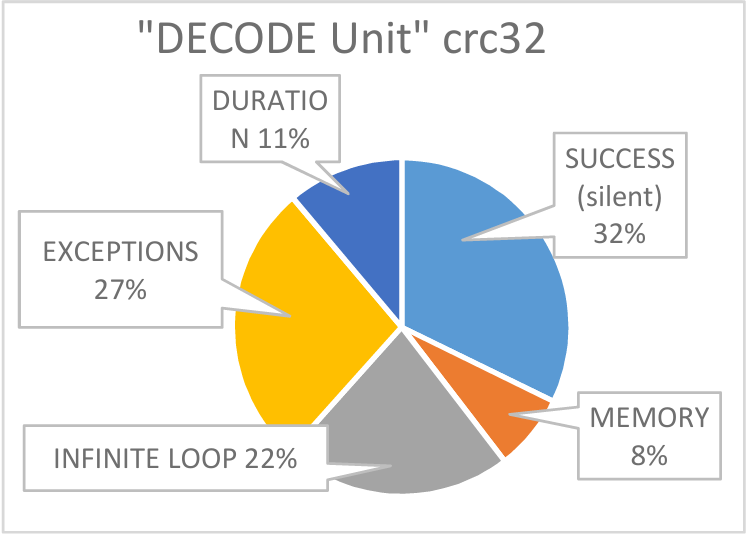 "DECODE Unit" crc32
DURATIO
N 11%
SUCCESS
(silent)
32%
EXCEPTIONS
27%
MEMORY
8%
INFINITE LOOP 22%